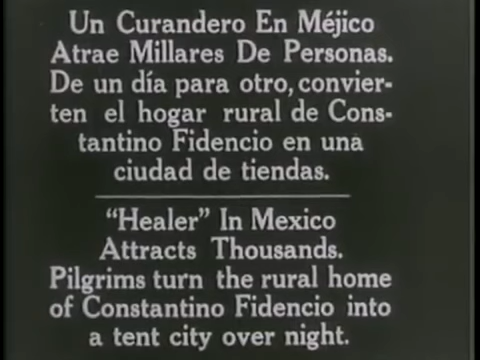 Un Curandero En Méjico
Atrae Millares De Personas.
De un día para otro, convier-
ten el hogar rural de Cons-
tantino Fidencio en una
ciudad de tiendas.
"Healer" In Mexico
Attracts Thousands.
Pilgrims turn the rural home
of Constantino Fidencio into
a tent city over night.